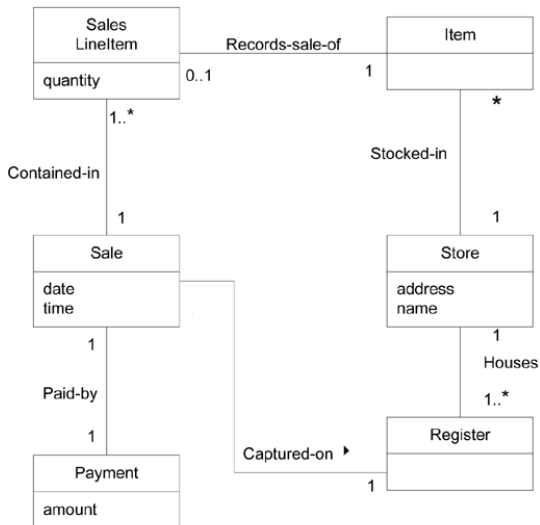 Sales
LineItem
quantity
Records-sale-of
0..1
1
Item
1..*
*
Contained-in
Stocked-in
1
1
Sale
date
time
Store
address
name
1
1
Houses
Paid-by
1..*
1
Captured-on
1
Register
Payment
amount